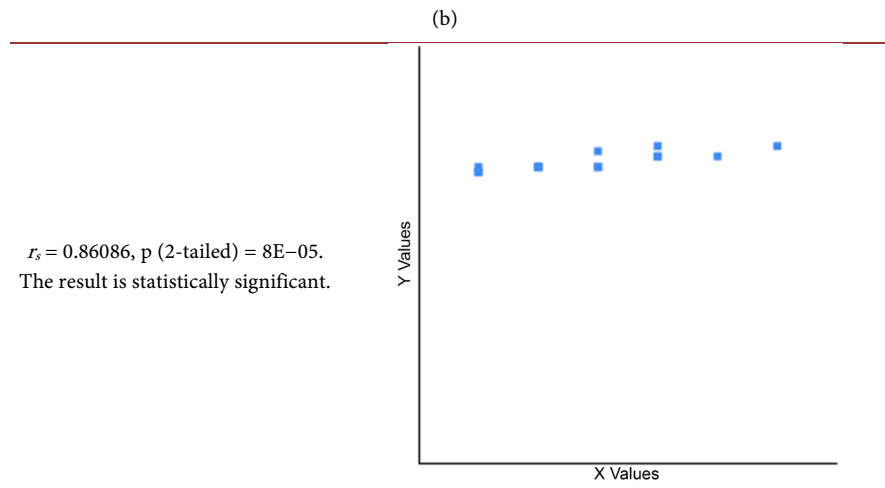 (b)
r_s = 0.86086, p (2-tailed) = 8E−05.
The result is statistically significant.
Y Values
X Values